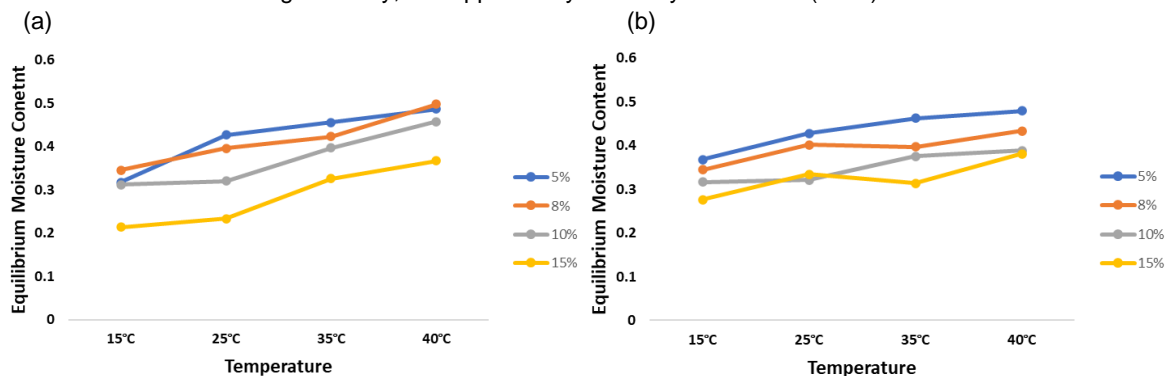 (a)
Equilibrium Moisture Conetnt
0.6
0.5
0.4
0.3
0.2
0.1
0
15℃ 25℃ 35℃ 40℃
Temperature
5%
8%
10%
15%
(b)
Equilibrium Moisture Content
0.6
0.5
0.4
0.3
0.2
0.1
0
15℃ 25℃ 35℃ 40℃
Temperature
5%
8%
10%
15%